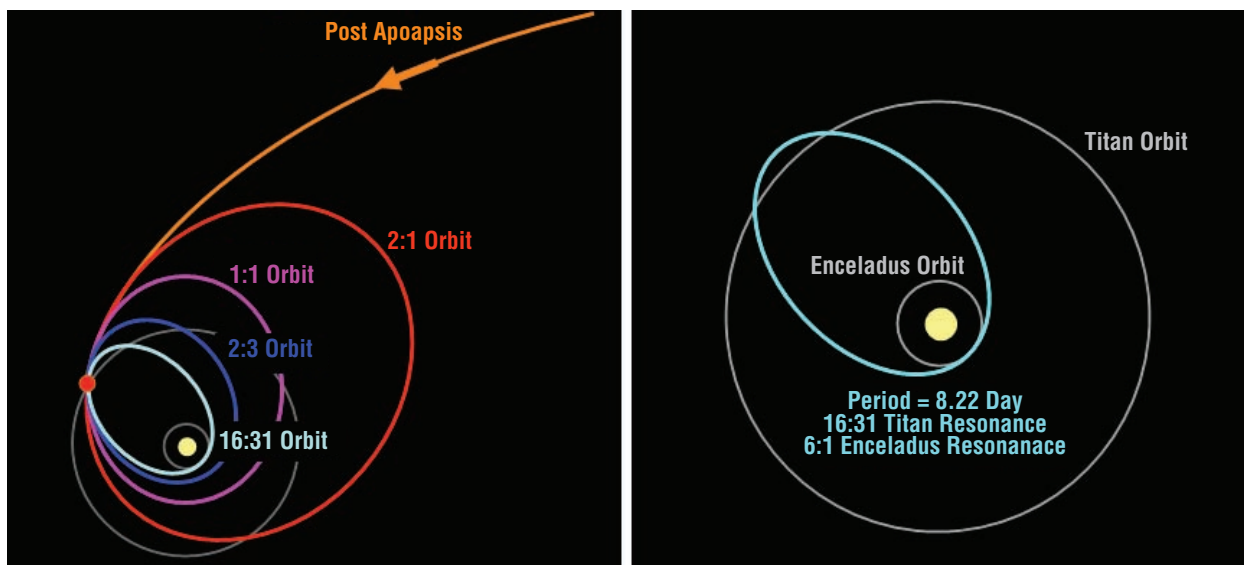 Post Apoapsis
2:1 Orbit
1:1 Orbit
2:3 Orbit
16:31 Orbit
Titan Orbit
Enceladus Orbit
Period = 8.22 Day
16:31 Titan Resonance
6:1 Enceladus Resonanace